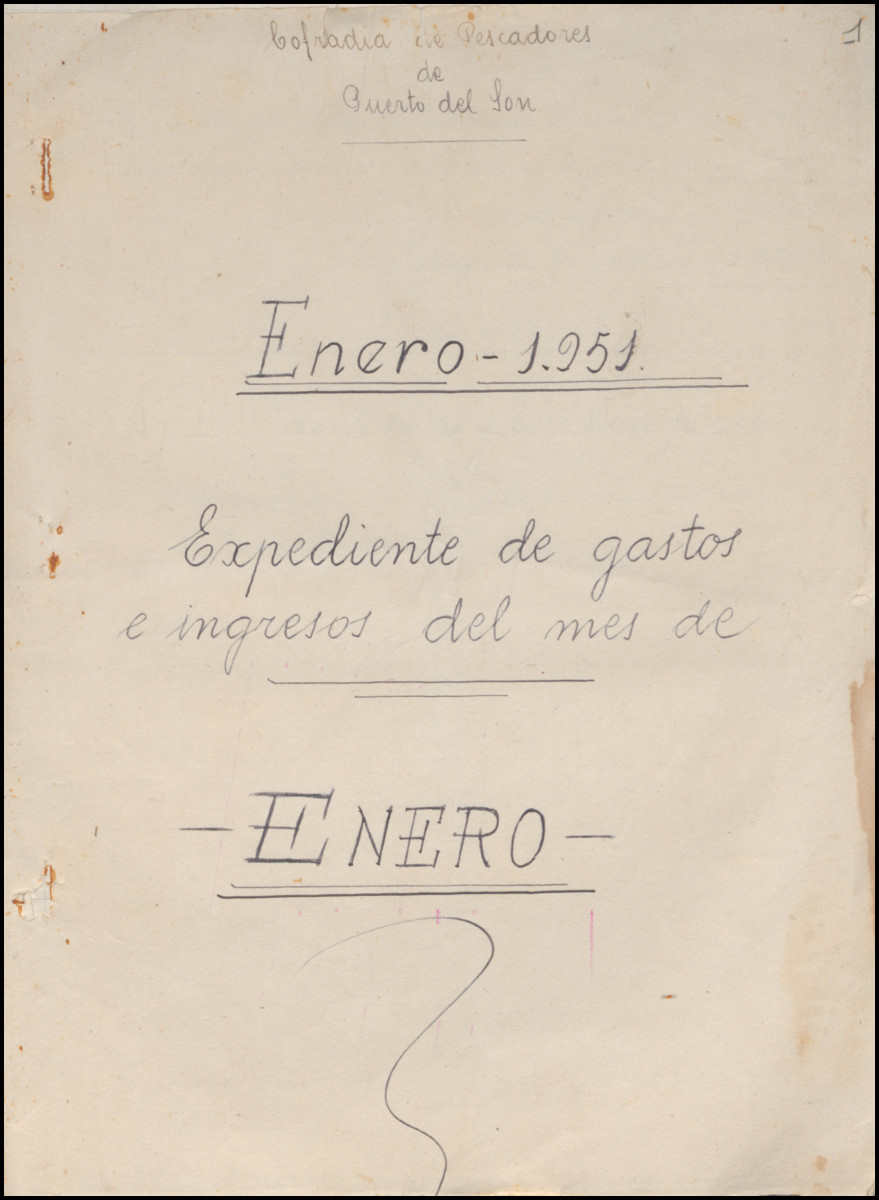 1
Cofradia de Pescadores
de
Puerto del Son
Enero - 1.951.
Expediente de gastos
e ingresos del mes de
- ENERO -